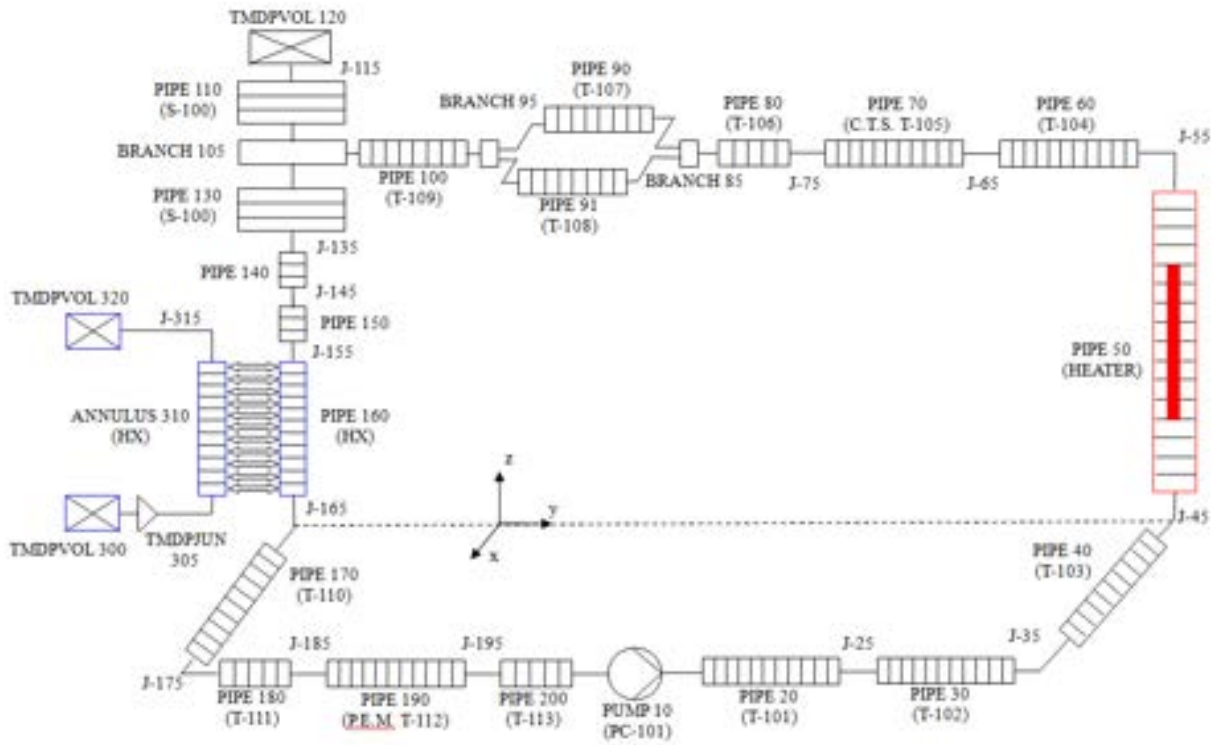 TMDPVOL 120
J-115
PIPE 110
(S-100)
BRANCH 105
PIPE 130
(S-100)
PIPE 100
(T-109)
BRANCH 95
PIPE 90
(T-107)
PIPE 91
(T-108)
BRANCH 85
PIPE 80
(T-106)
J-75
PIPE 70
(C.T.S. T-105)
J-65
PIPE 60
(T-104)
J-55
J-135
PIPE 140
J-145
PIPE 150
J-155
TMDPVOL 320
J-315
ANNULUS 310
(HX)
PIPE 160
(HX)
PIPE 50
(HEATER)
TMDPVOL 300
TMDPJUN
305
J-165
z
y
x
J-45
PIPE 170
(T-110)
PIPE 40
(T-103)
J-175
J-185
J-195
J-25
J-35
PIPE 180
(T-111)
PIPE 190
(P.E.M. T-112)
PIPE 200
(T-113)
PUMP 10
(PC-101)
PIPE 20
(T-101)
PIPE 30
(T-102)